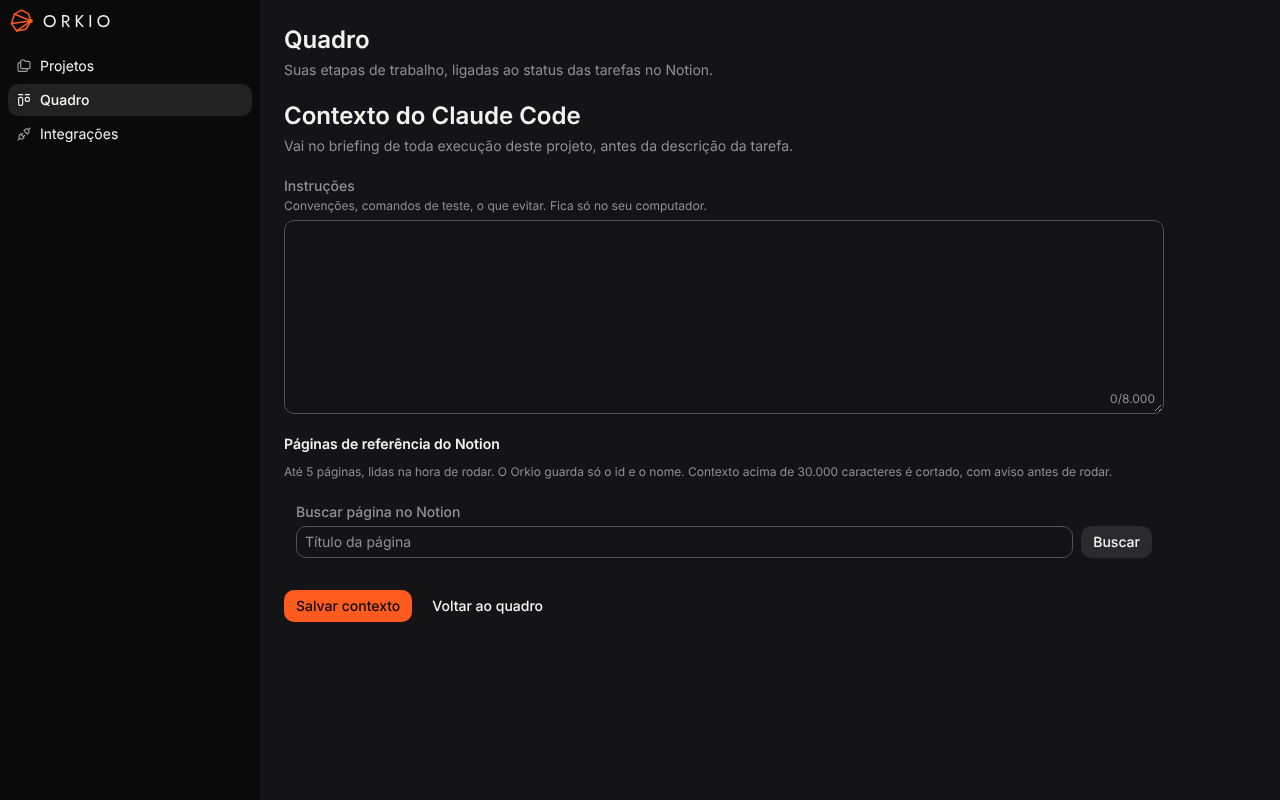 ORKIO
Projetos
Quadro
Integrações
Quadro
Suas etapas de trabalho, ligadas ao status das tarefas no Notion.
Contexto do Claude Code
Vai no briefing de toda execução deste projeto, antes da descrição da tarefa.
Instruções
Convenções, comandos de teste, o que evitar. Fica só no seu computador.
0/8.000
Páginas de referência do Notion
Até 5 páginas, lidas na hora de rodar. O Orkio guarda só o id e o nome. Contexto acima de 30.000 caracteres é cortado, com aviso antes de rodar.
Buscar página no Notion
Título da página
Buscar
Salvar contexto
Voltar ao quadro